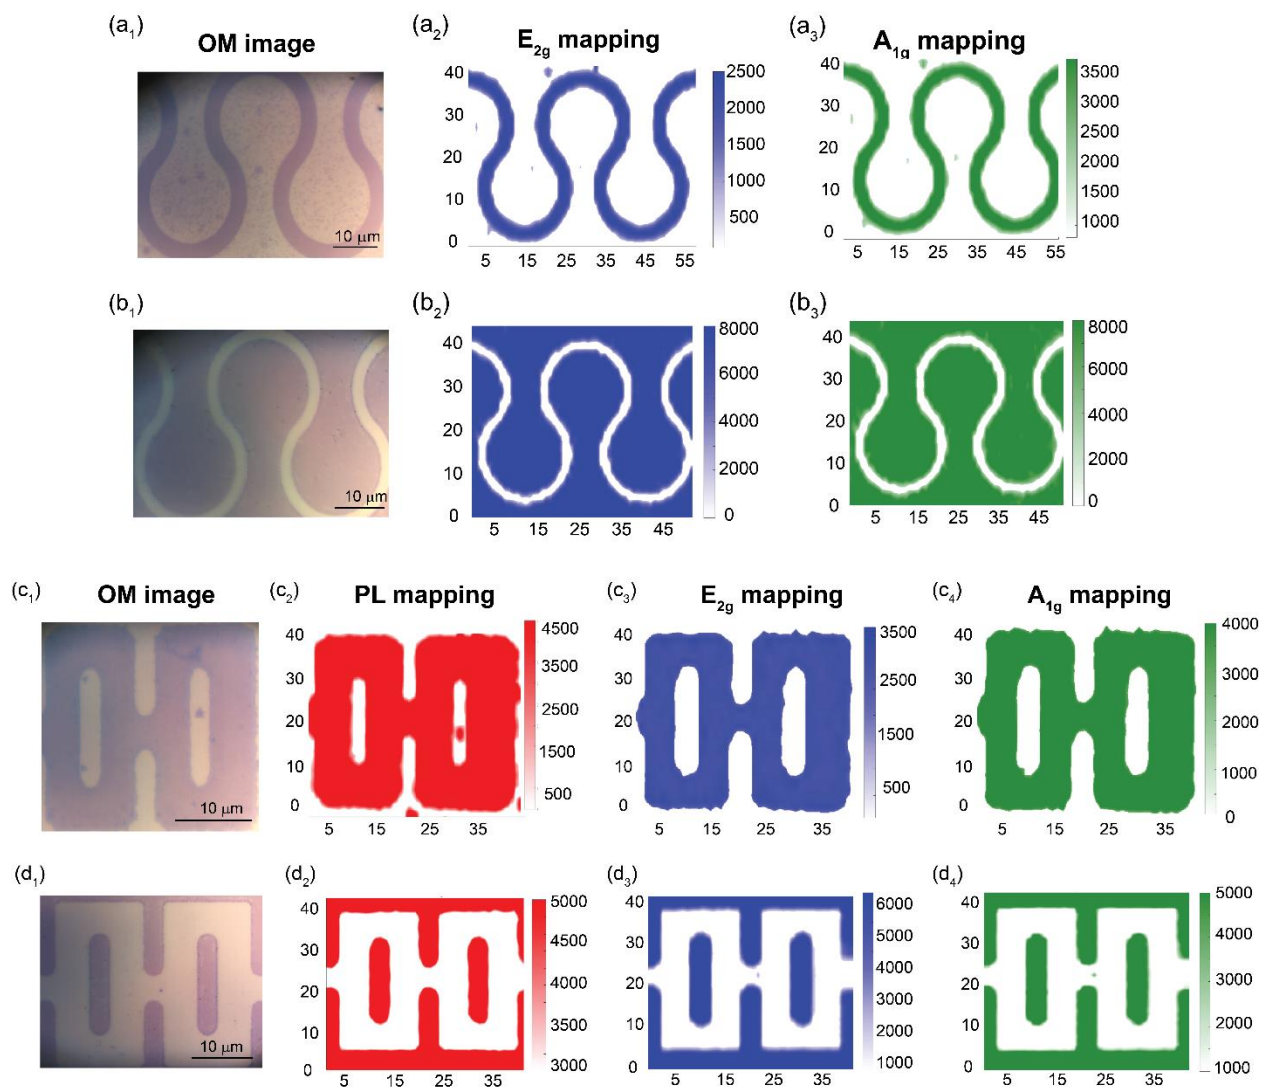 (a1) (a2) (a3)
OM image E2g mapping A1g mapping
40 30 20 10 0
5 15 25 35 45 55
2500 2000 1500 1000 500
40 30 20 10 0
5 15 25 35 45 55
3500 3000 2500 2000 1500 1000
10 μm
(b1) (b2) (b3)
10 μm
40 30 20 10 0
5 15 25 35 45
8000 6000 4000 2000 0
40 30 20 10 0
5 15 25 35 45
8000 6000 4000 2000 0
(c1) OM image (c2) PL mapping (c3) E2g mapping (c4) A1g mapping
10 μm
40 30 20 10 0
5 15 25 35
4500 3500 2500 1500 500
40 30 20 10 0
5 15 25 35
3500 2500 1500 500
40 30 20 10 0
5 15 25 35
4000 3000 2000 1000 0
(d1) (d2) (d3) (d4)
10 μm
40 30 20 10 0
5 15 25 35
5000 4500 4000 3500 3000
40 30 20 10 0
5 15 25 35
6000 5000 4000 3000 2000 1000
40 30 20 10 0
5 15 25 35
5000 4000 3000 2000 1000